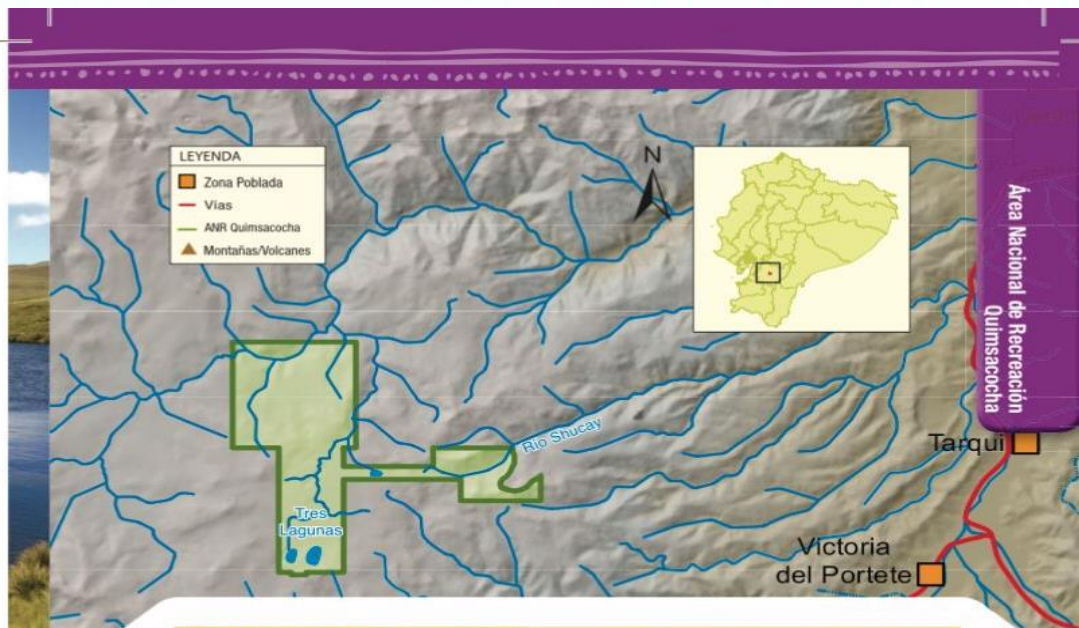 LEYENDA
Zona Poblada
Vías
ANR Quimsacocha
Montañas/Volcanes
N
Área Nacional de Recreación
Quimsacocha
Río Shucay
Tarqui
Tres
Lagunas
Victoria
del Portete